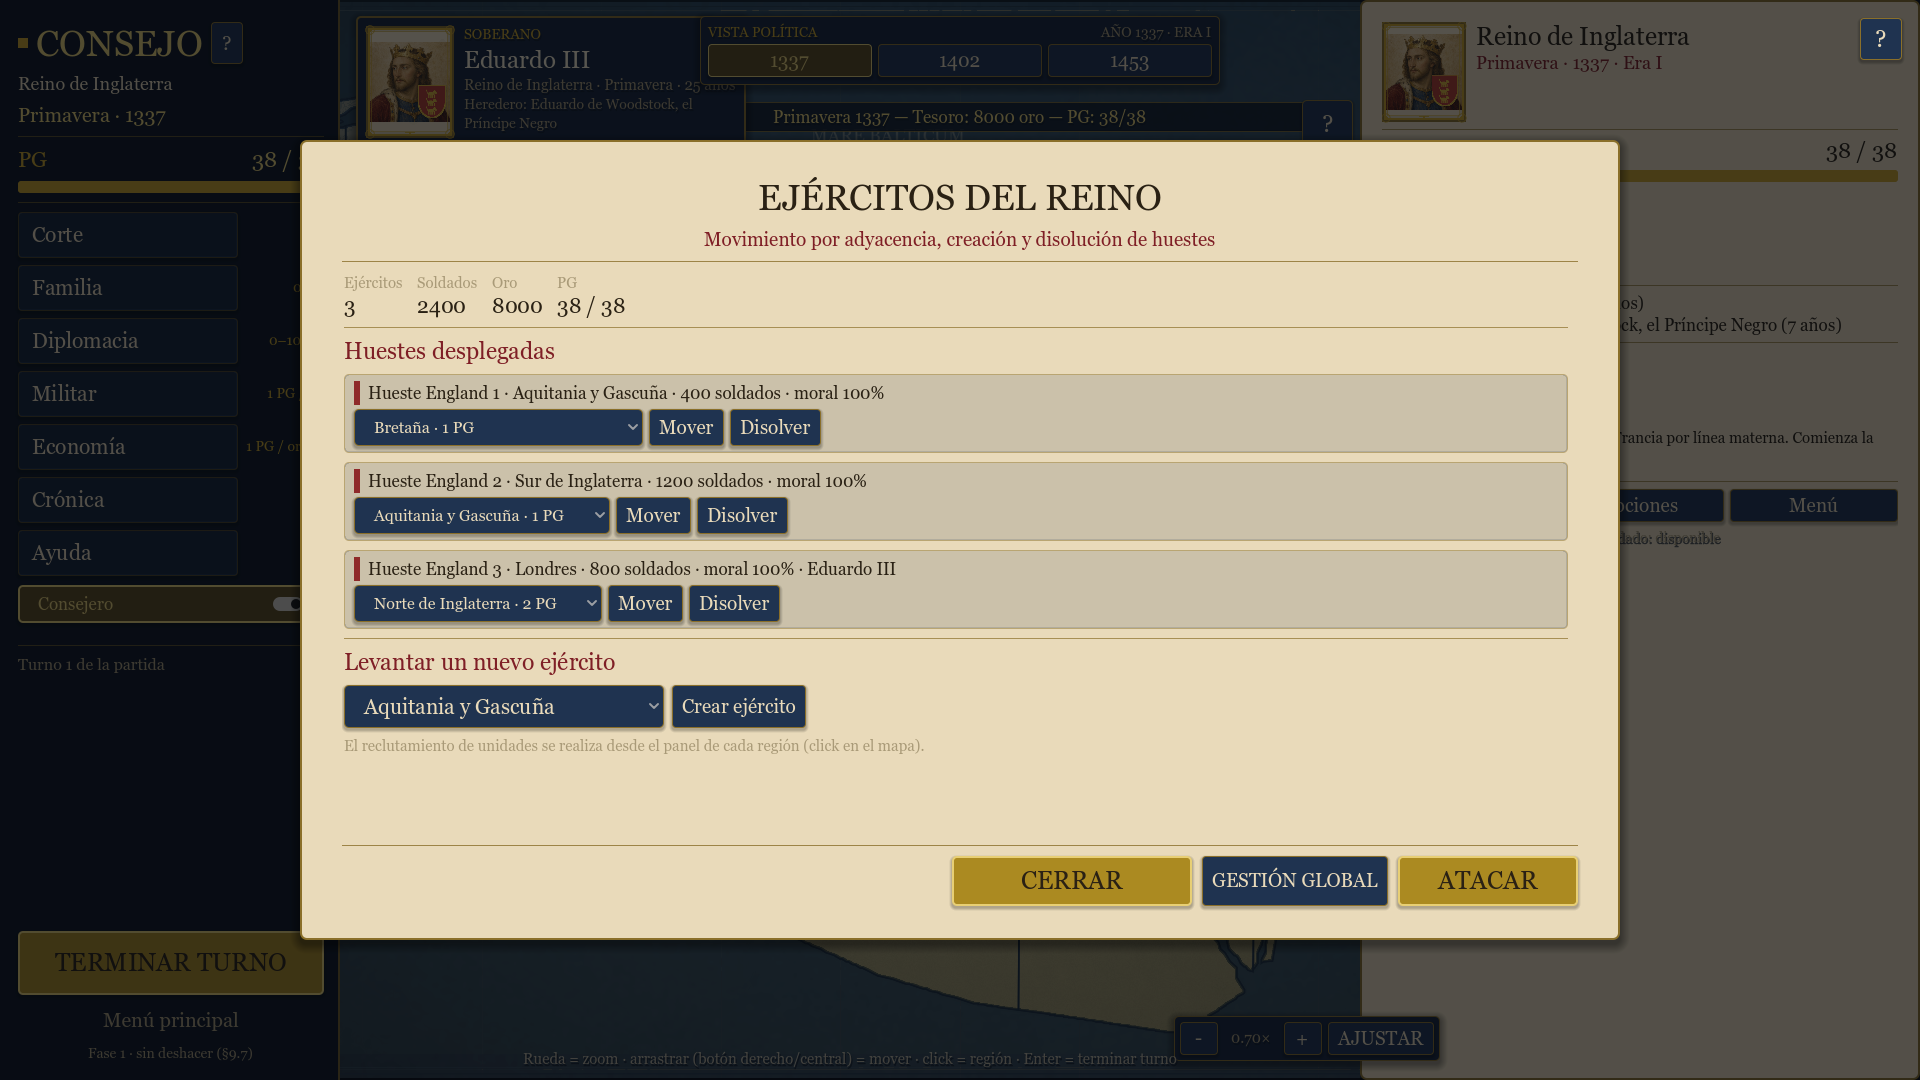 CONSEJO
?
Reino de Inglaterra
Primavera · 1337
PG
38 /
Corte
Familia
Diplomacia
0–10
Militar
1 PG
Economía
1 PG / or
Crónica
Ayuda
Consejero
Turno 1 de la partida
TERMINAR TURNO
Menú principal
Fase 1 · sin deshacer (§9.7)
SOBERANO
Eduardo III
Reino de Inglaterra · Primavera · 25 años
Heredero: Eduardo de Woodstock, el
Príncipe Negro
VISTA POLÍTICA
AÑO 1337 · ERA I
1337
1402
1453
Primavera 1337 — Tesoro: 8000 oro — PG: 38/38
?
MARE BALTICUM
EJÉRCITOS DEL REINO
Movimiento por adyacencia, creación y disolución de huestes
Ejércitos Soldados Oro PG
3 2400 8000 38 / 38
Huestes desplegadas
Hueste England 1 · Aquitania y Gascuña · 400 soldados · moral 100%
Bretaña · 1 PG Mover Disolver
Hueste England 2 · Sur de Inglaterra · 1200 soldados · moral 100%
Aquitania y Gascuña · 1 PG Mover Disolver
Hueste England 3 · Londres · 800 soldados · moral 100% · Eduardo III
Norte de Inglaterra · 2 PG Mover Disolver
Levantar un nuevo ejército
Aquitania y Gascuña Crear ejército
El reclutamiento de unidades se realiza desde el panel de cada región (click en el mapa).
CERRAR GESTIÓN GLOBAL ATACAR
Rueda = zoom · arrastrar (botón derecho/central) = mover · click = región · Enter = terminar turno
- 0.70× + AJUSTAR
Reino de Inglaterra
Primavera · 1337 · Era I
?
38 / 38
os)
ck, el Príncipe Negro (7 años)
Francia por línea materna. Comienza la
pciones
Menú
dado: disponible